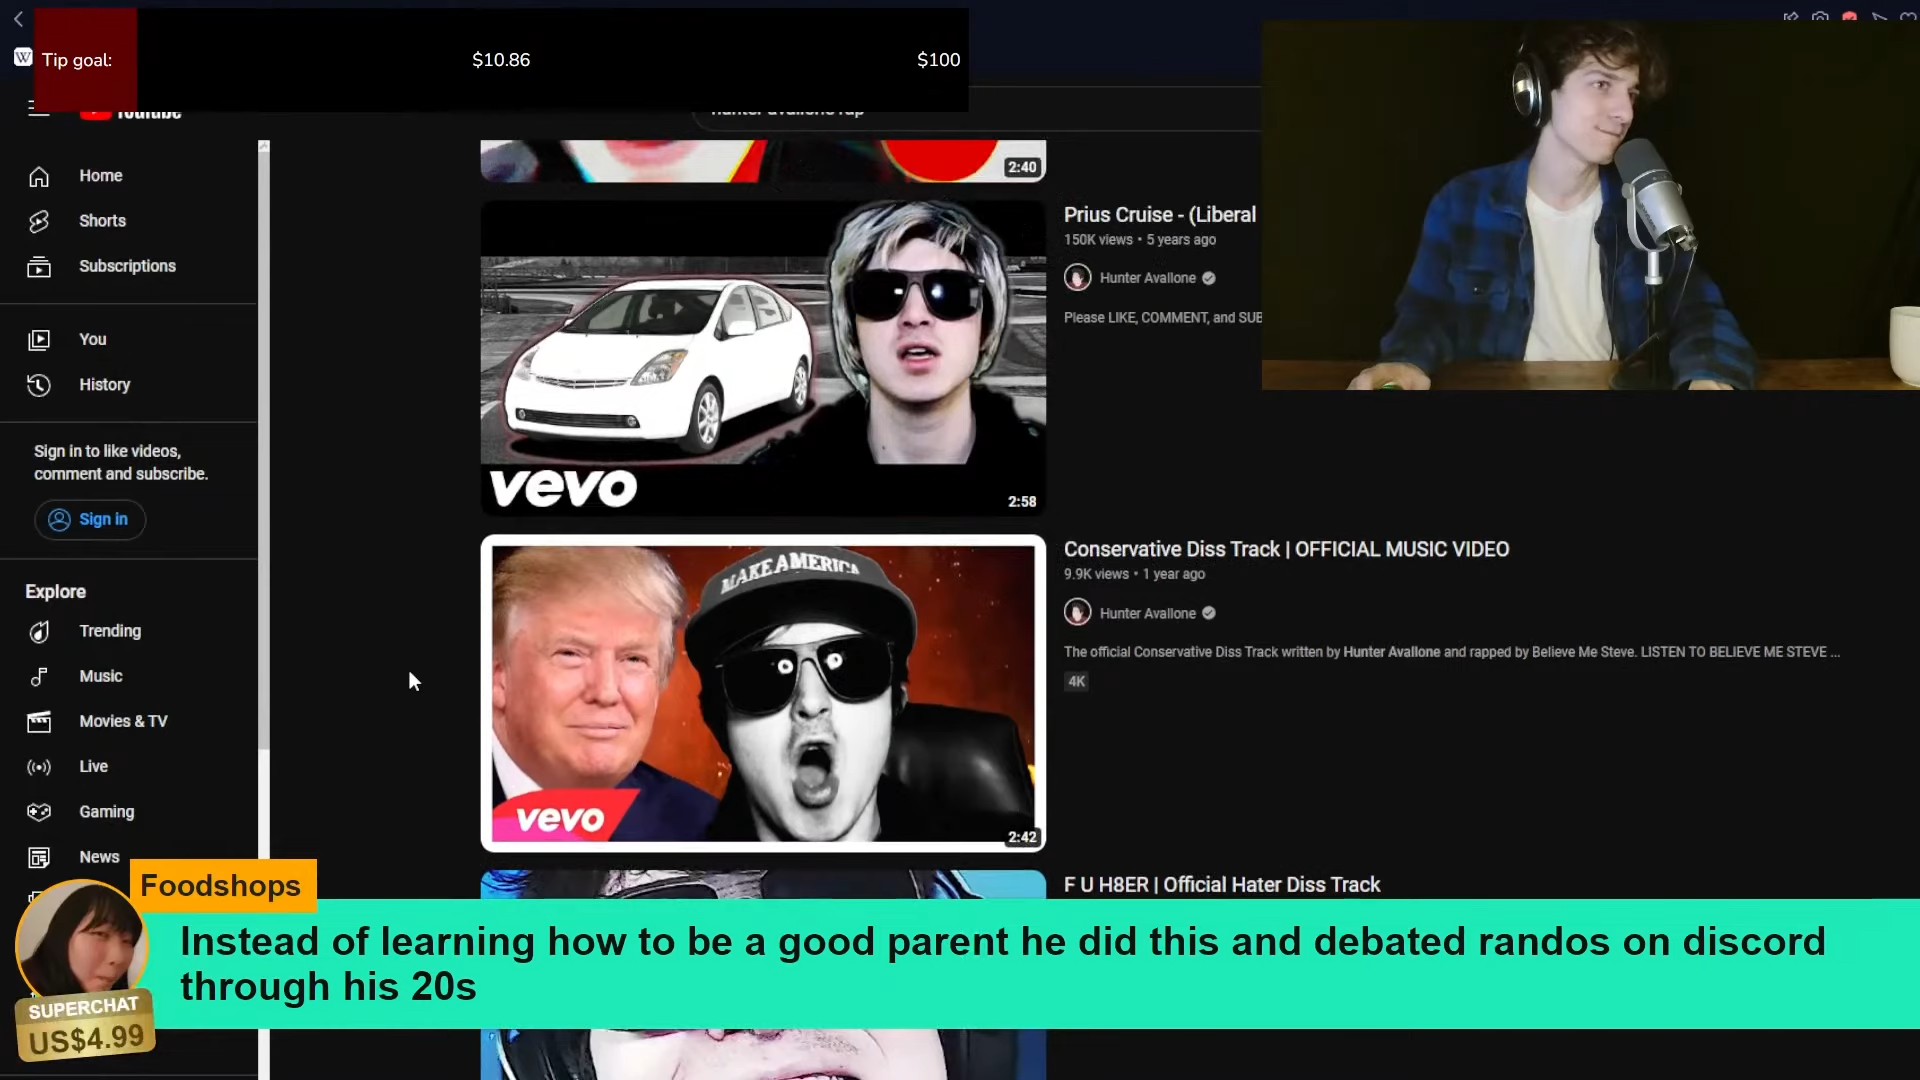 W
Tip goal:
$10.86
$100
YouTube
hunter avallone rap
Home
Shorts
Subscriptions
You
History
Sign in to like videos,
comment and subscribe.
Sign in
Explore
Trending
Music
Movies & TV
Live
Gaming
News
2:40
vevo
2:58
Prius Cruise - (Liberal
150K views • 5 years ago
Hunter Avallone
Please LIKE, COMMENT, and SUB
MAKE AMERICA
vevo
2:42
Conservative Diss Track | OFFICIAL MUSIC VIDEO
9.9K views • 1 year ago
Hunter Avallone
The official Conservative Diss Track written by Hunter Avallone and rapped by Believe Me Steve. LISTEN TO BELIEVE ME STEVE ...
4K
F U H8ER | Official Hater Diss Track
Foodshops
Instead of learning how to be a good parent he did this and debated randos on discord
through his 20s
SUPERCHAT
US$4.99